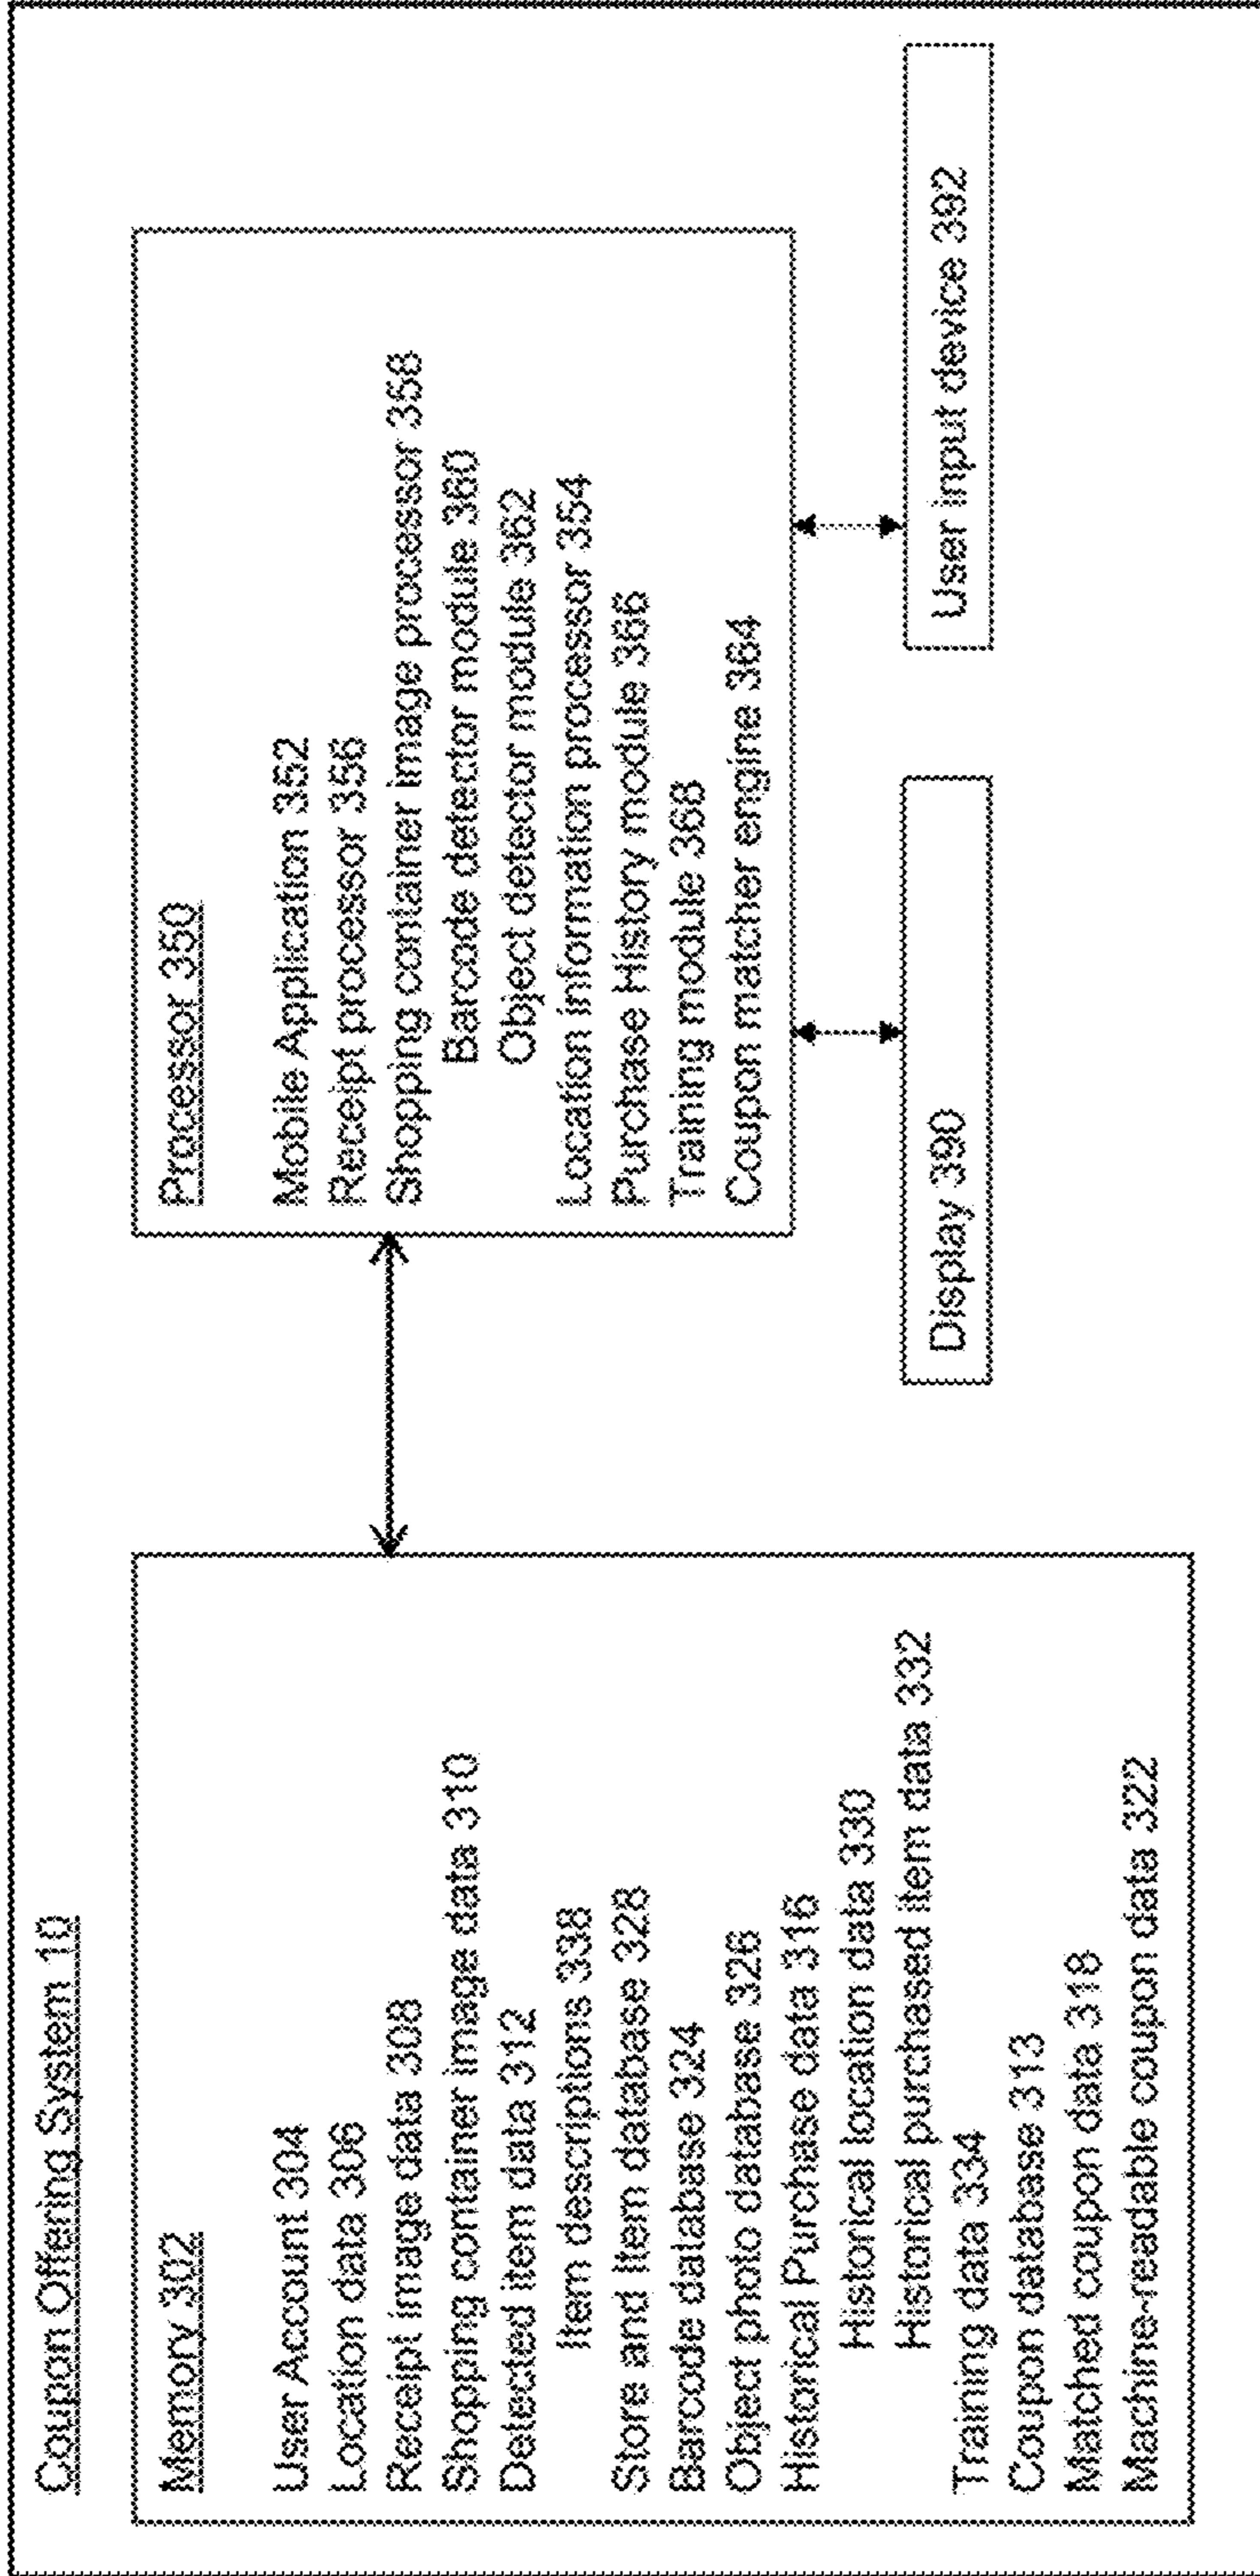 Coupon Offering System 10
Memory 302
User Account 304
Location data 306
Receipt image data 308
Shopping container image data 310
Detected item data 312
Item descriptions 338
Store and Item database 328
Barcode database 324
Object photo database 326
Historical Purchase data 316
Historical location data 330
Historical purchased item data 332
Training data 334
Coupon database 313
Matched coupon data 318
Machine-readable coupon data 322
Processor 350
Mobile Application 352
Receipt processor 356
Shopping container image processor 358
Barcode detector module 360
Object detector module 362
Location information processor 354
Purchase History module 366
Training module 368
Coupon matcher engine 364
Display 390
User input device 392